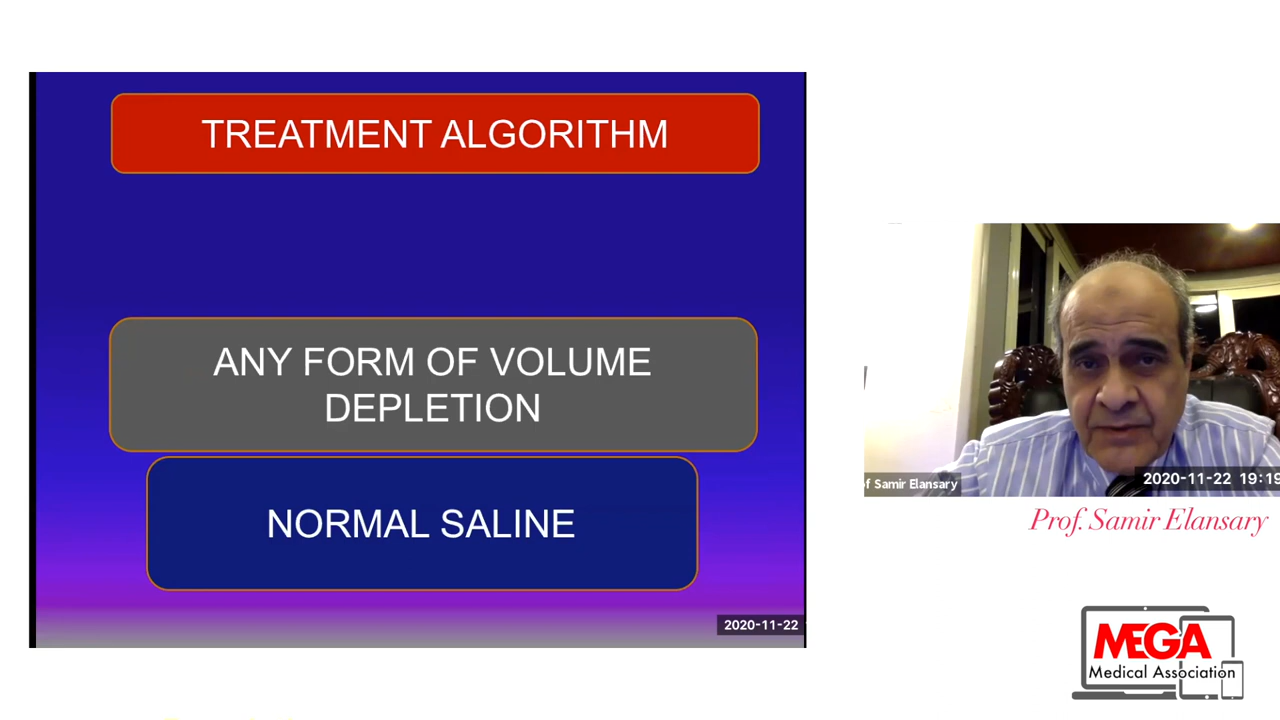 TREATMENT ALGORITHM
ANY FORM OF VOLUME
DEPLETION
NORMAL SALINE
2020-11-22
f Samir Elansary
2020-11-22 19:19
Prof. Samir Elansary
MEGA
Medical Association